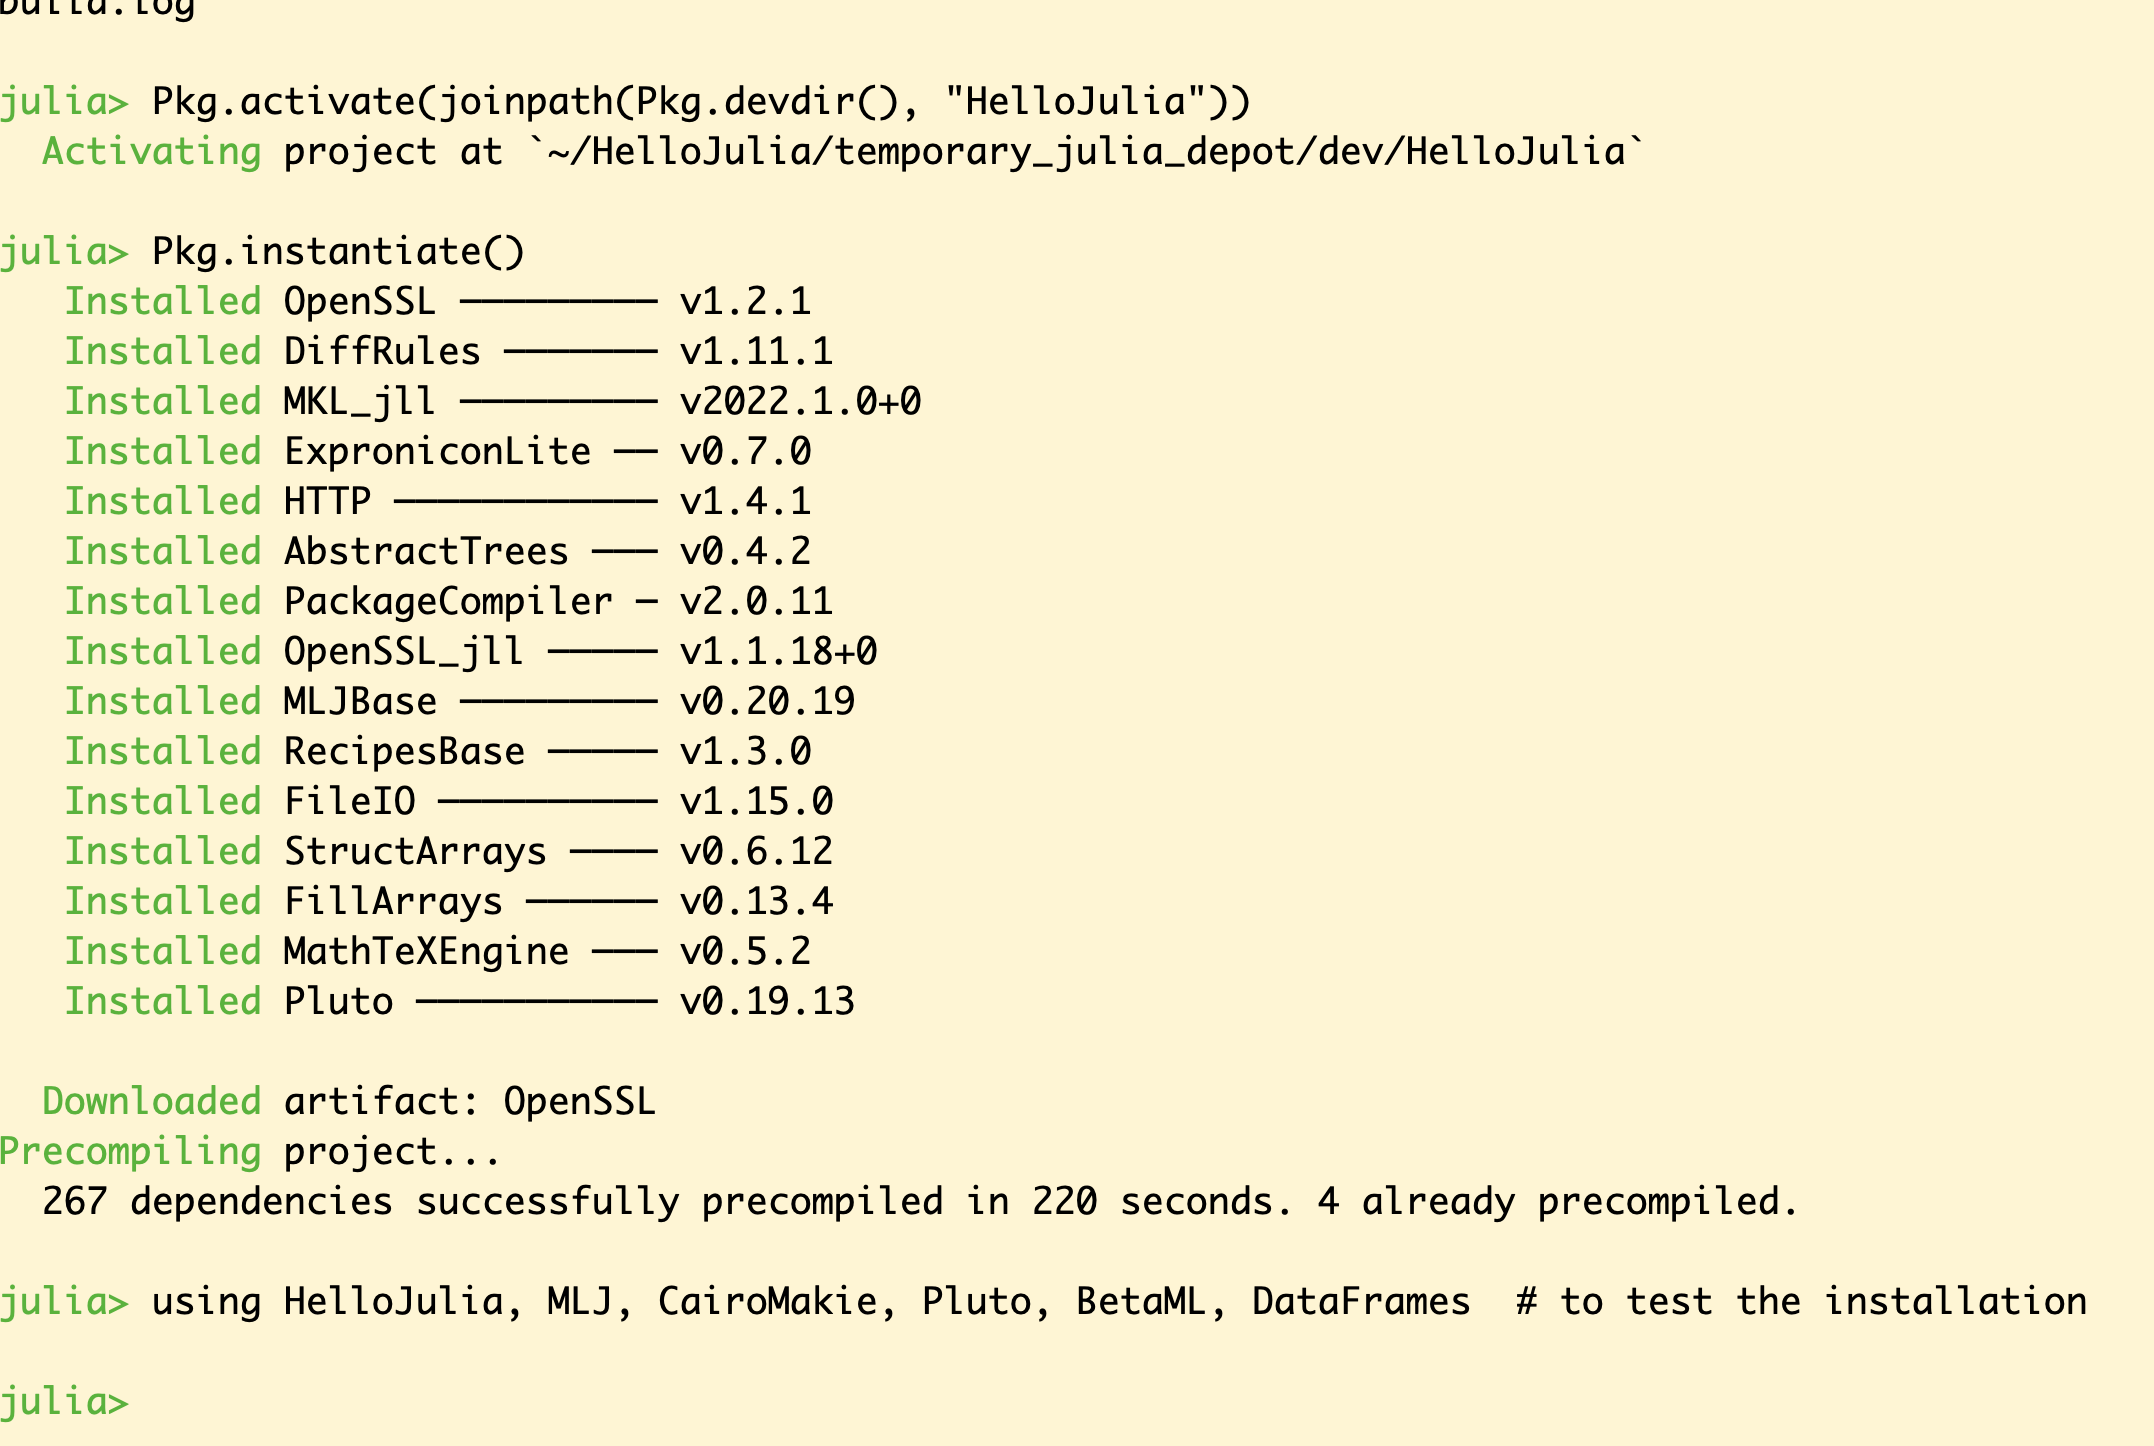 build.log
julia> Pkg.activate(joinpath(Pkg.devdir(), "HelloJulia"))
  Activating project at `~/HelloJulia/temporary_julia_depot/dev/HelloJulia`
julia> Pkg.instantiate()
   Installed OpenSSL ───────── v1.2.1
   Installed DiffRules ─────── v1.11.1
   Installed MKL_jll ───────── v2022.1.0+0
   Installed ExproniconLite ── v0.7.0
   Installed HTTP ──────────── v1.4.1
   Installed AbstractTrees ─── v0.4.2
   Installed PackageCompiler ─ v2.0.11
   Installed OpenSSL_jll ───── v1.1.18+0
   Installed MLJBase ───────── v0.20.19
   Installed RecipesBase ───── v1.3.0
   Installed FileIO ────────── v1.15.0
   Installed StructArrays ──── v0.6.12
   Installed FillArrays ────── v0.13.4
   Installed MathTeXEngine ─── v0.5.2
   Installed Pluto ─────────── v0.19.13
  Downloaded artifact: OpenSSL
Precompiling project...
  267 dependencies successfully precompiled in 220 seconds. 4 already precompiled.
julia> using HelloJulia, MLJ, CairoMakie, Pluto, BetaML, DataFrames  # to test the installation
julia>